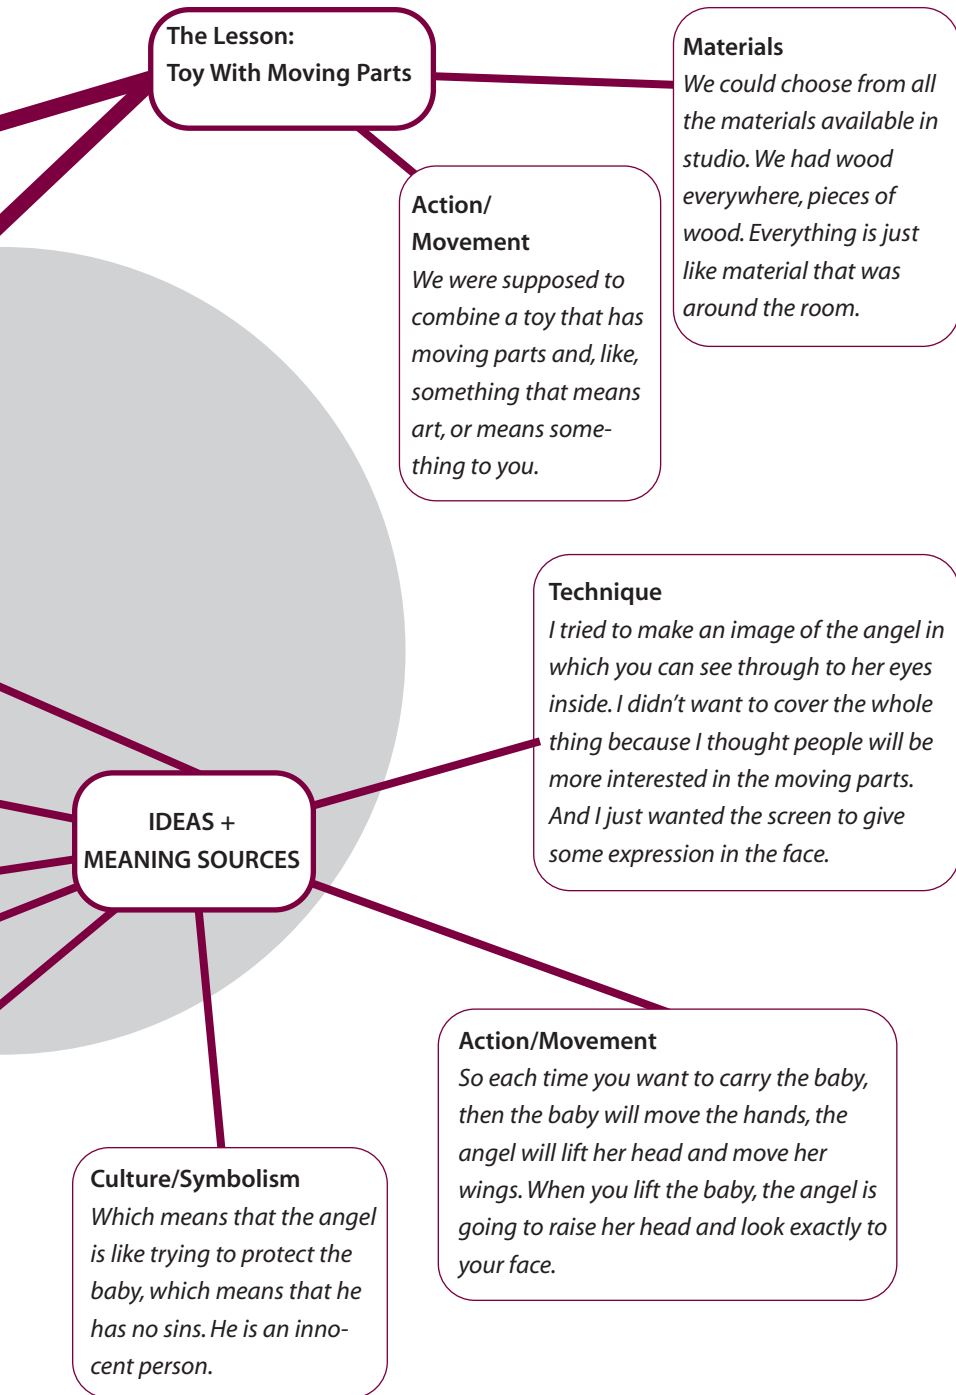 The Lesson:
Toy With Moving Parts
Materials
We could choose from all
the materials available in
studio. We had wood
everywhere, pieces of
wood. Everything is just
like material that was
around the room.
Action/
Movement
We were supposed to
combine a toy that has
moving parts and, like,
something that means
art, or means some-
thing to you.
Technique
I tried to make an image of the angel in
which you can see through to her eyes
inside. I didn’t want to cover the whole
thing because I thought people will be
more interested in the moving parts.
And I just wanted the screen to give
some expression in the face.
IDEAS +
MEANING SOURCES
Action/Movement
So each time you want to carry the baby,
then the baby will move the hands, the
angel will lift her head and move her
wings. When you lift the baby, the angel is
going to raise her head and look exactly to
your face.
Culture/Symbolism
Which means that the angel
is like trying to protect the
baby, which means that he
has no sins. He is an inno-
cent person.